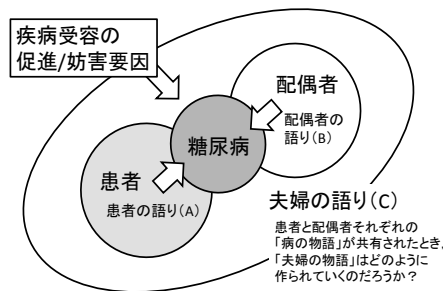 疾病受容の
促進/妨害要因
配偶者
配偶者の
語り(B)
糖尿病
患者
患者の語り(A)
夫婦の語り(C)
患者と配偶者それぞれの
「病の物語」が共有されたとき、
「夫婦の物語」はどのように
作られていくのだろうか？